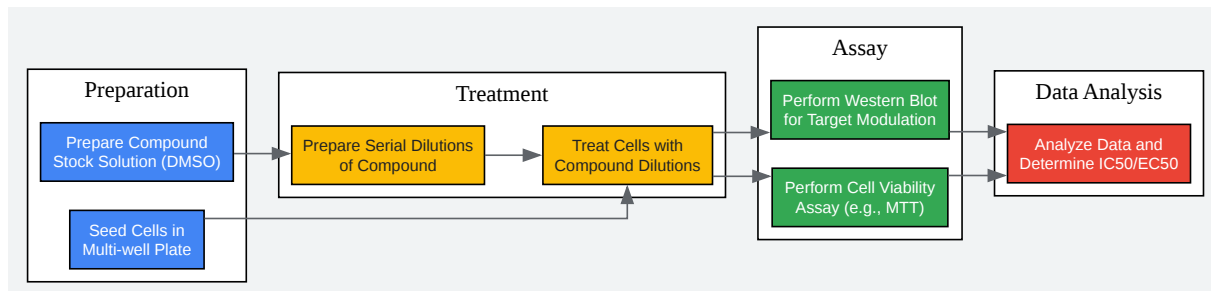 Preparation
Prepare Compound
Stock Solution (DMSO)
Seed Cells in
Multi-well Plate
Treatment
Prepare Serial Dilutions
of Compound
Treat Cells with
Compound Dilutions
Assay
Perform Western Blot
for Target Modulation
Perform Cell Viability
Assay (e.g., MTT)
Data Analysis
Analyze Data and
Determine IC50/EC50